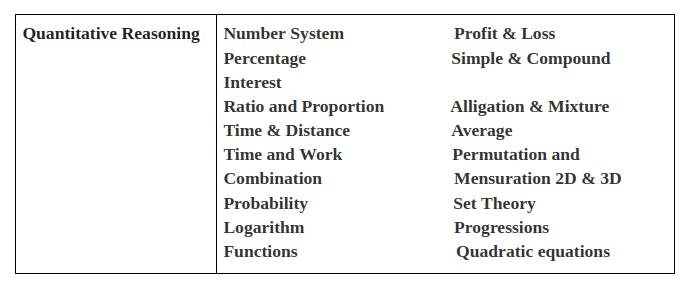 Quantitative Reasoning Number System Profit & Loss
Percentage Simple & Compound
Interest
Ratio and Proportion Alligation & Mixture
Time & Distance Average
Time and Work Permutation and
Combination Mensuration 2D & 3D
Probability Set Theory
Logarithm Progressions
Functions Quadratic equations